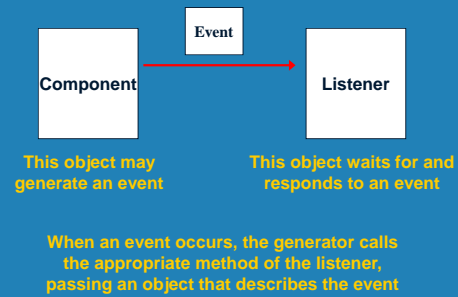 Event
Component
Listener
This object may
generate an event
This object waits for and
responds to an event
When an event occurs, the generator calls
the appropriate method of the listener,
passing an object that describes the event